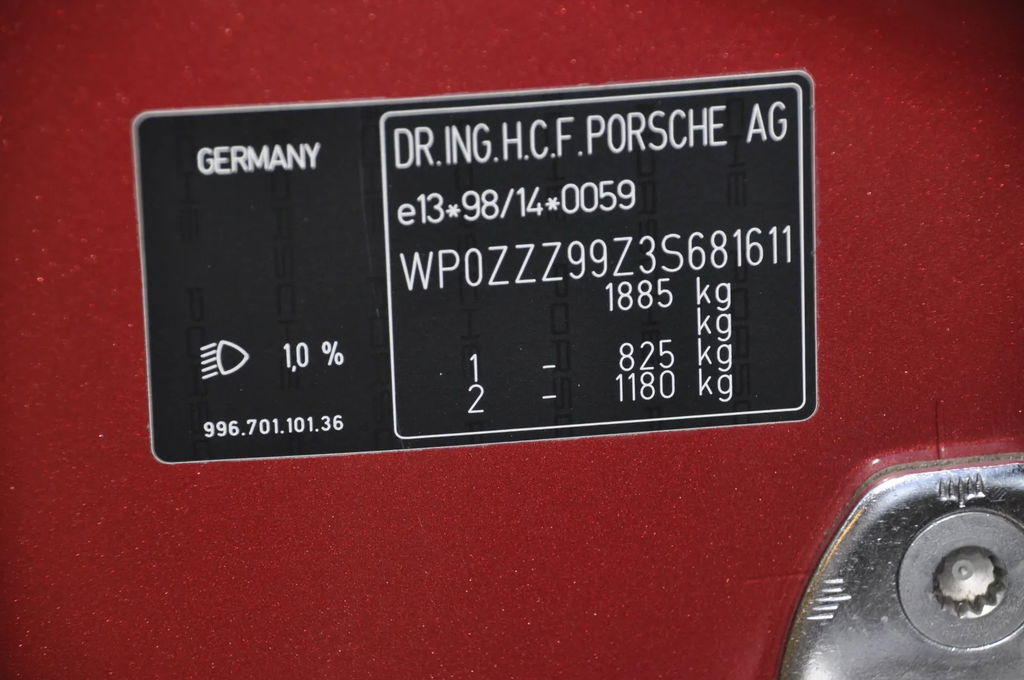 GERMANY
1,0 %
996.701.101.36
DR.ING.H.C.F.PORSCHE AG
e13*98/14*0059
WP0ZZZ99Z3S681611
1885 kg
kg
1 - 825 kg
2 - 1180 kg